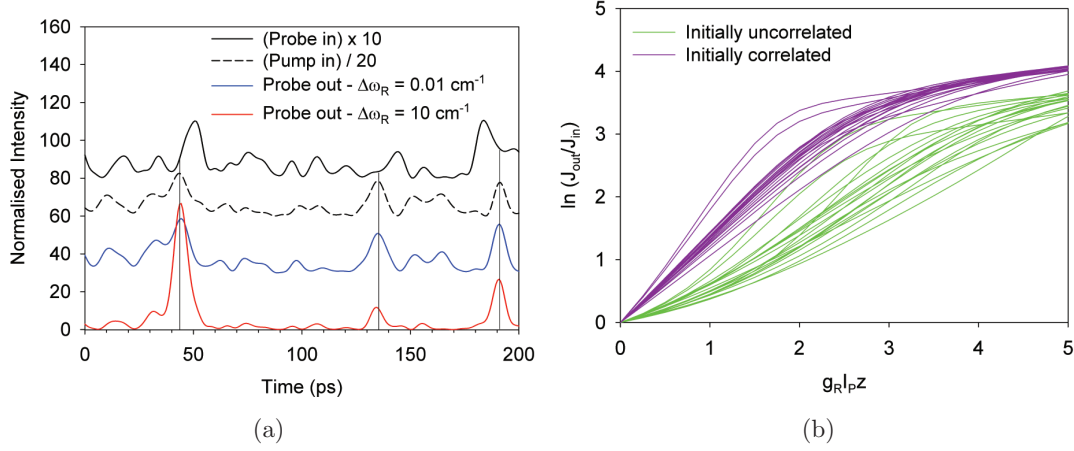 160
140
120
100
80
60
40
20
0
Normalised Intensity
(Probe in) x 10
(Pump in) / 20
Probe out - Δω_R = 0.01 cm⁻¹
Probe out - Δω_R = 10 cm⁻¹
0 50 100 150 200
Time (ps)
(a)
5
4
3
2
1
0
ln (J_out/J_in)
Initially uncorrelated
Initially correlated
0 1 2 3 4 5
g_R I_P z
(b)